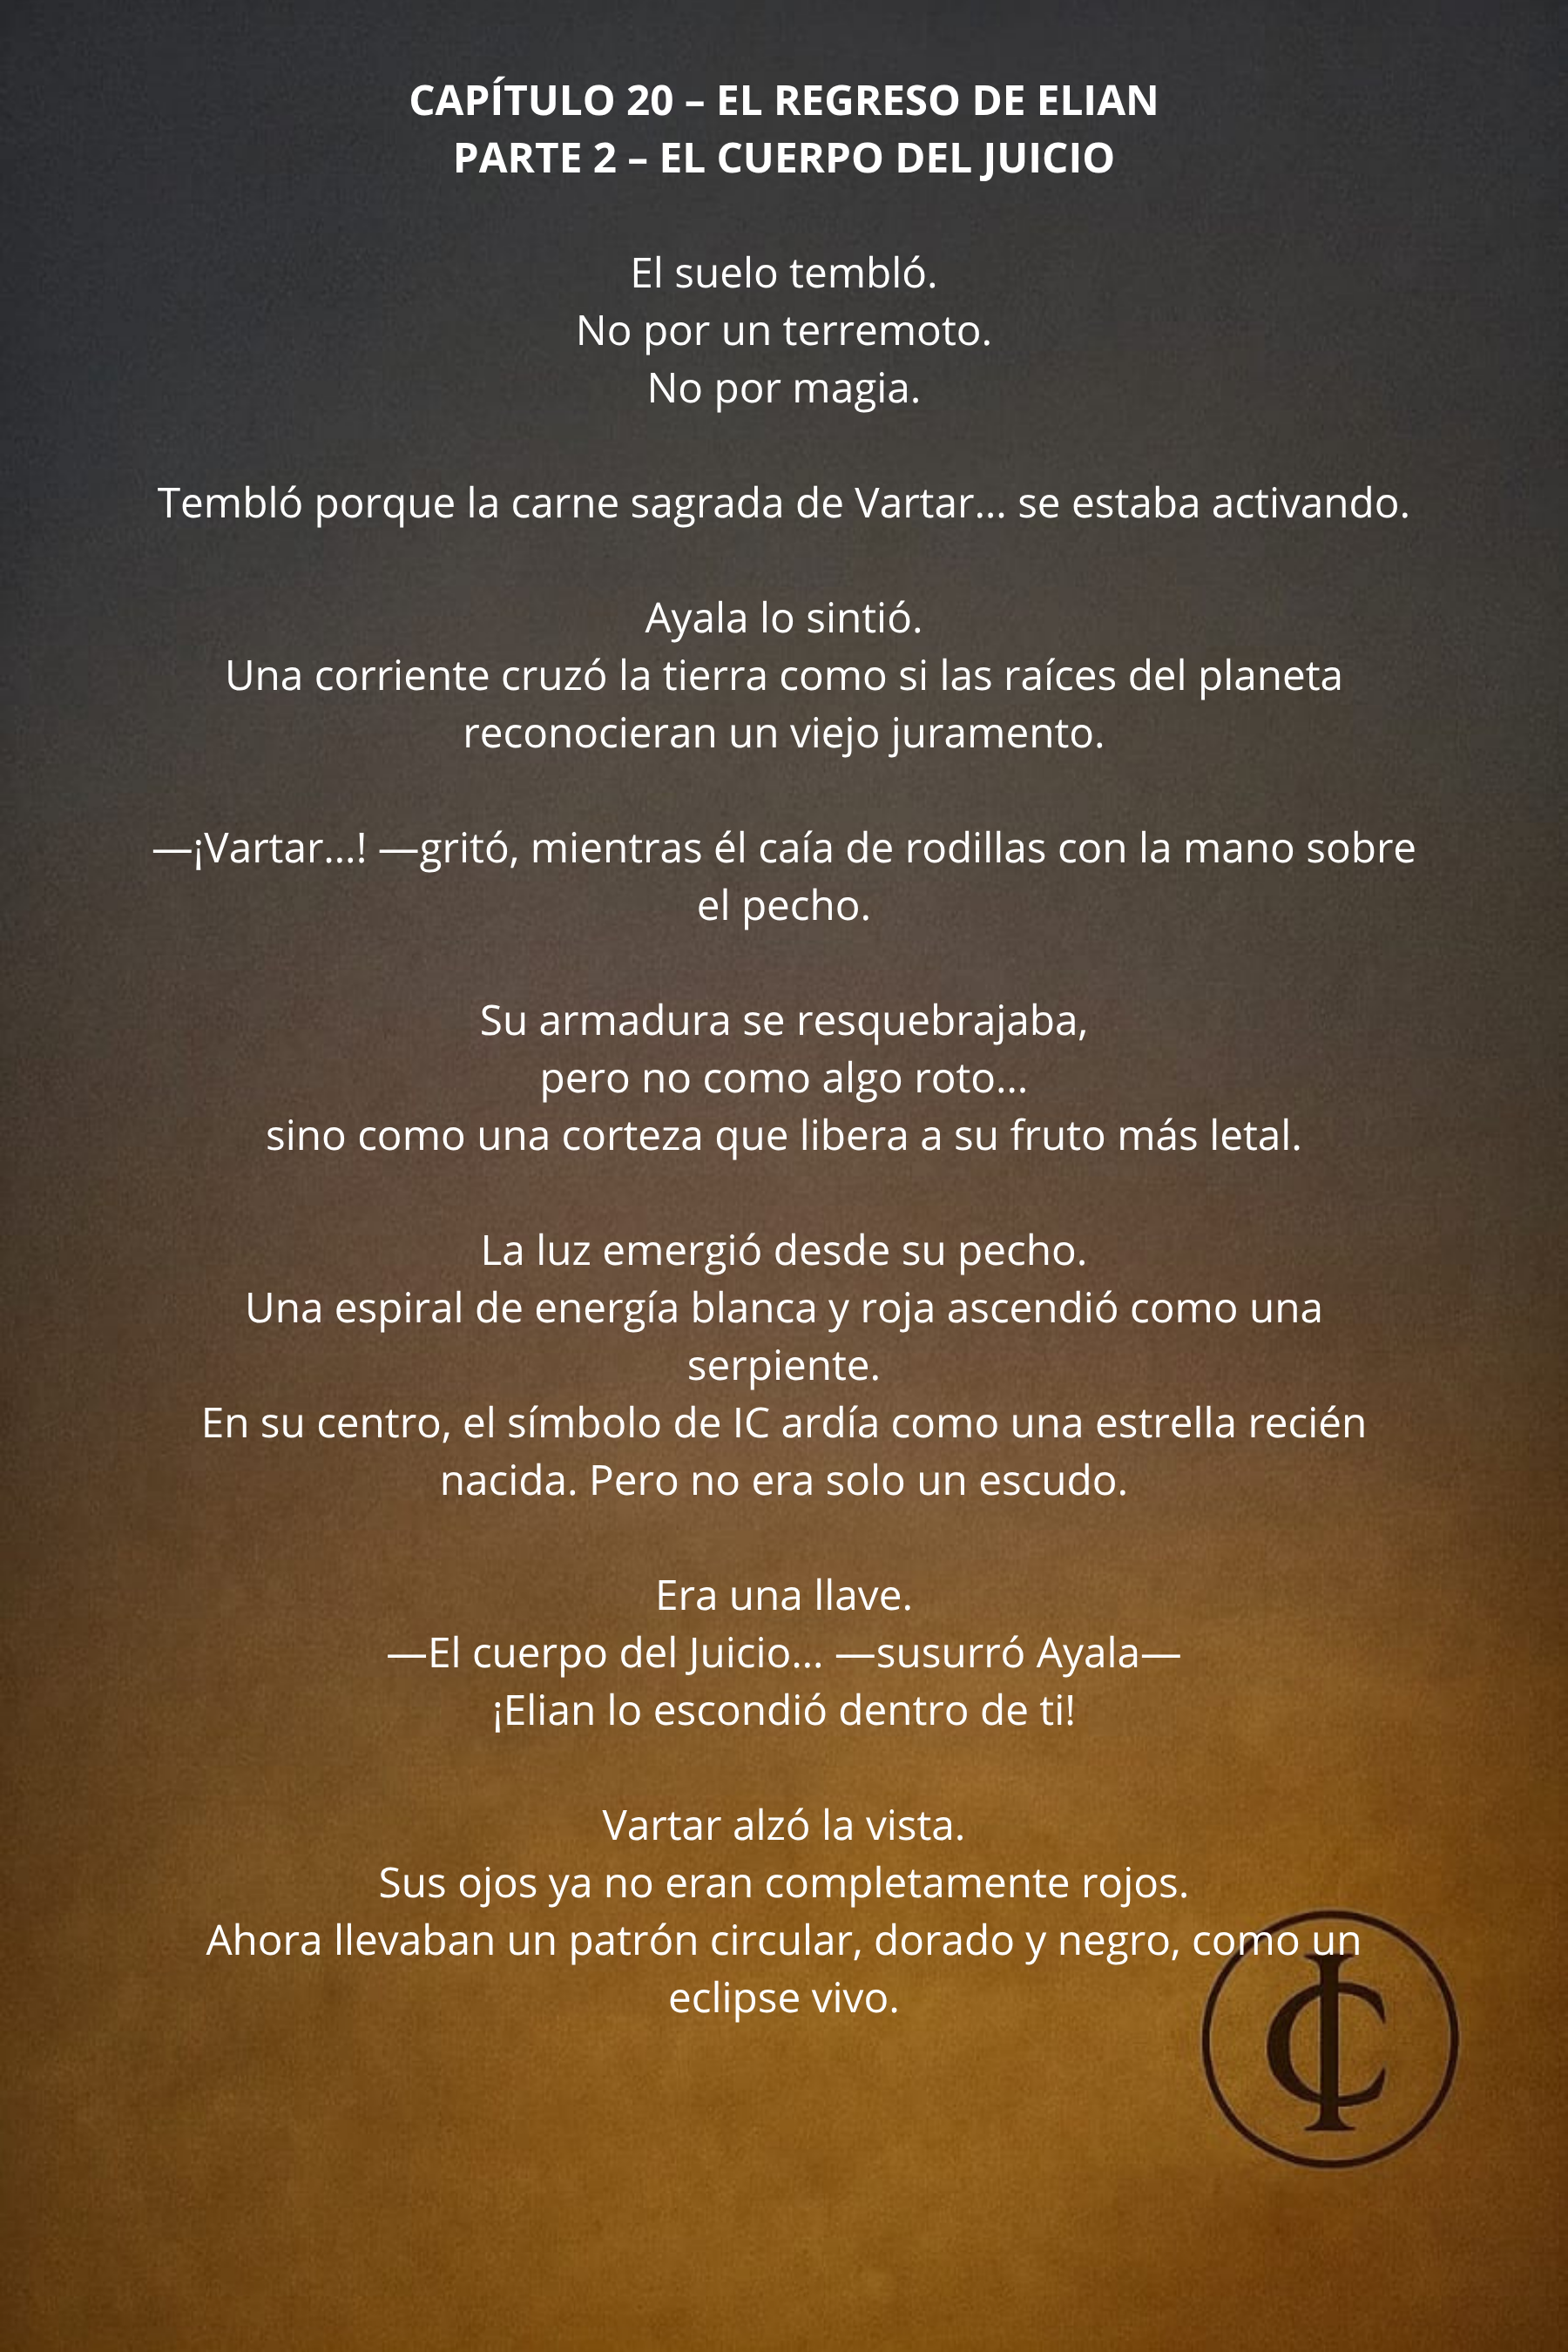 CAPÍTULO 20 – EL REGRESO DE ELIAN
PARTE 2 – EL CUERPO DEL JUICIO
El suelo tembló.
No por un terremoto.
No por magia.
Tembló porque la carne sagrada de Vartar... se estaba activando.
Ayala lo sintió.
Una corriente cruzó la tierra como si las raíces del planeta
reconocieran un viejo juramento.
—¡Vartar...! —gritó, mientras él caía de rodillas con la mano sobre
el pecho.
Su armadura se resquebrajaba,
pero no como algo roto...
sino como una corteza que libera a su fruto más letal.
La luz emergió desde su pecho.
Una espiral de energía blanca y roja ascendió como una
serpiente.
En su centro, el símbolo de IC ardía como una estrella recién
nacida. Pero no era solo un escudo.
Era una llave.
—El cuerpo del Juicio... —susurró Ayala—
¡Elian lo escondió dentro de ti!
Vartar alzó la vista.
Sus ojos ya no eran completamente rojos.
Ahora llevaban un patrón circular, dorado y negro, como un
eclipse vivo.
IC